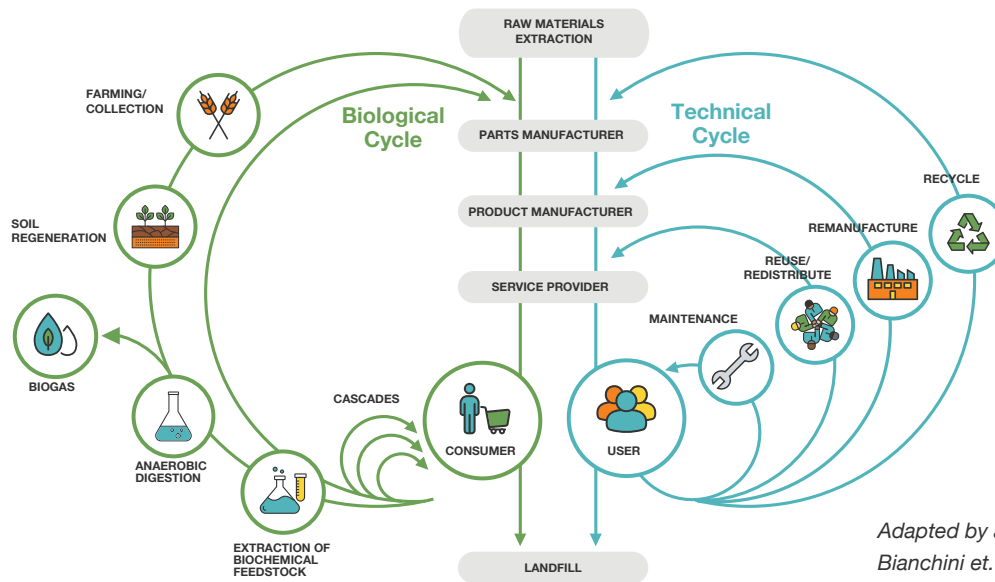 RAW MATERIALS
EXTRACTION
FARMING/
COLLECTION
Biological
Cycle
Technical
Cycle
PARTS MANUFACTURER
RECYCLE
SOIL
REGENERATION
PRODUCT MANUFACTURER
REMANUFACTURE
REUSE/
REDISTRIBUTE
SERVICE PROVIDER
MAINTENANCE
BIOGAS
CASCADES
CONSUMER
USER
ANAEROBIC
DIGESTION
EXTRACTION OF
BIOCHEMICAL
FEEDSTOCK
LANDFILL
Adapted by
Bianchini et.